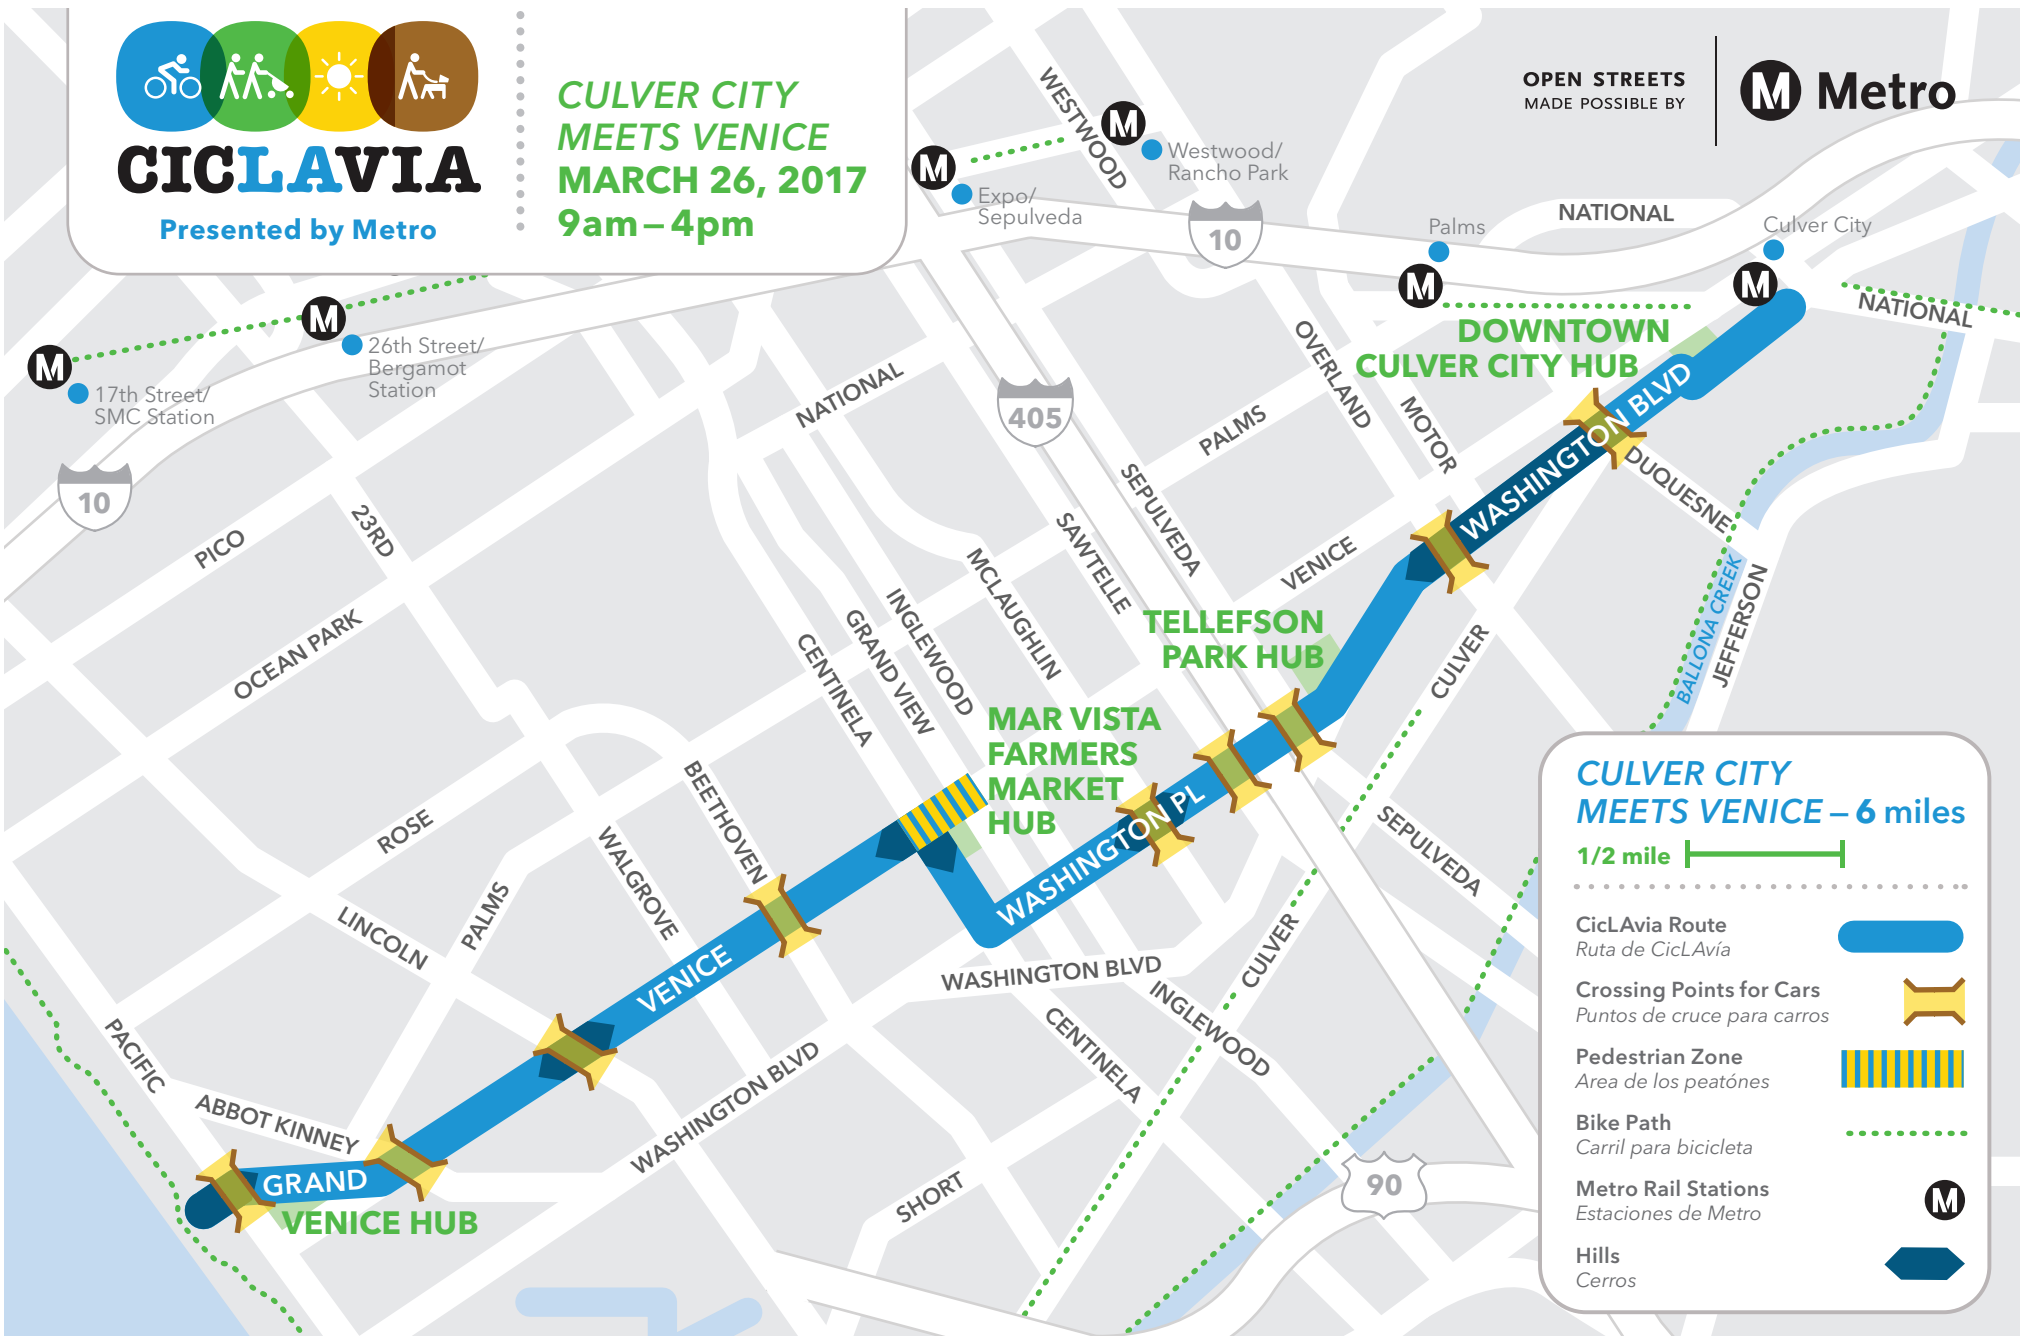 CICLAVIA
Presented by Metro
CULVER CITY
MEETS VENICE
MARCH 26, 2017
9am – 4pm
OPEN STREETS
MADE POSSIBLE BY
M Metro
WESTWOOD
M
Westwood/
Rancho Park
M
Expo/
Sepulveda
10
NATIONAL
Palms
M
Culver City
M
NATIONAL
M
26th Street/
Bergamot
Station
M
17th Street/
SMC Station
10
405
NATIONAL
PALMS
OVERLAND
MOTOR
DOWNTOWN
CULVER CITY HUB
WASHINGTON BLVD
DUQUESNE
PICO
23RD
OCEAN PARK
SEPULVEDA
SAWTELLE
VENICE
MCLAUGHLIN
INGLEWOOD
GRAND VIEW
CENTINELA
TELLEFSON
PARK HUB
CULVER
BALLONA CREEK
JEFFERSON
MAR VISTA
FARMERS
MARKET
HUB
WASHINGTON PL
SEPULVEDA
ROSE
BEETHOVEN
WALGROVE
PALMS
LINCOLN
VENICE
WASHINGTON BLVD
CULVER
INGLEWOOD
CENTINELA
PACIFIC
ABBOT KINNEY
WASHINGTON BLVD
GRAND
VENICE HUB
SHORT
90
CULVER CITY
MEETS VENICE – 6 miles
1/2 mile
CicLAvia Route
Ruta de CicLAvía
Crossing Points for Cars
Puntos de cruce para carros
Pedestrian Zone
Area de los peatónes
Bike Path
Carril para bicicleta
Metro Rail Stations
Estaciones de Metro
M
Hills
Cerros